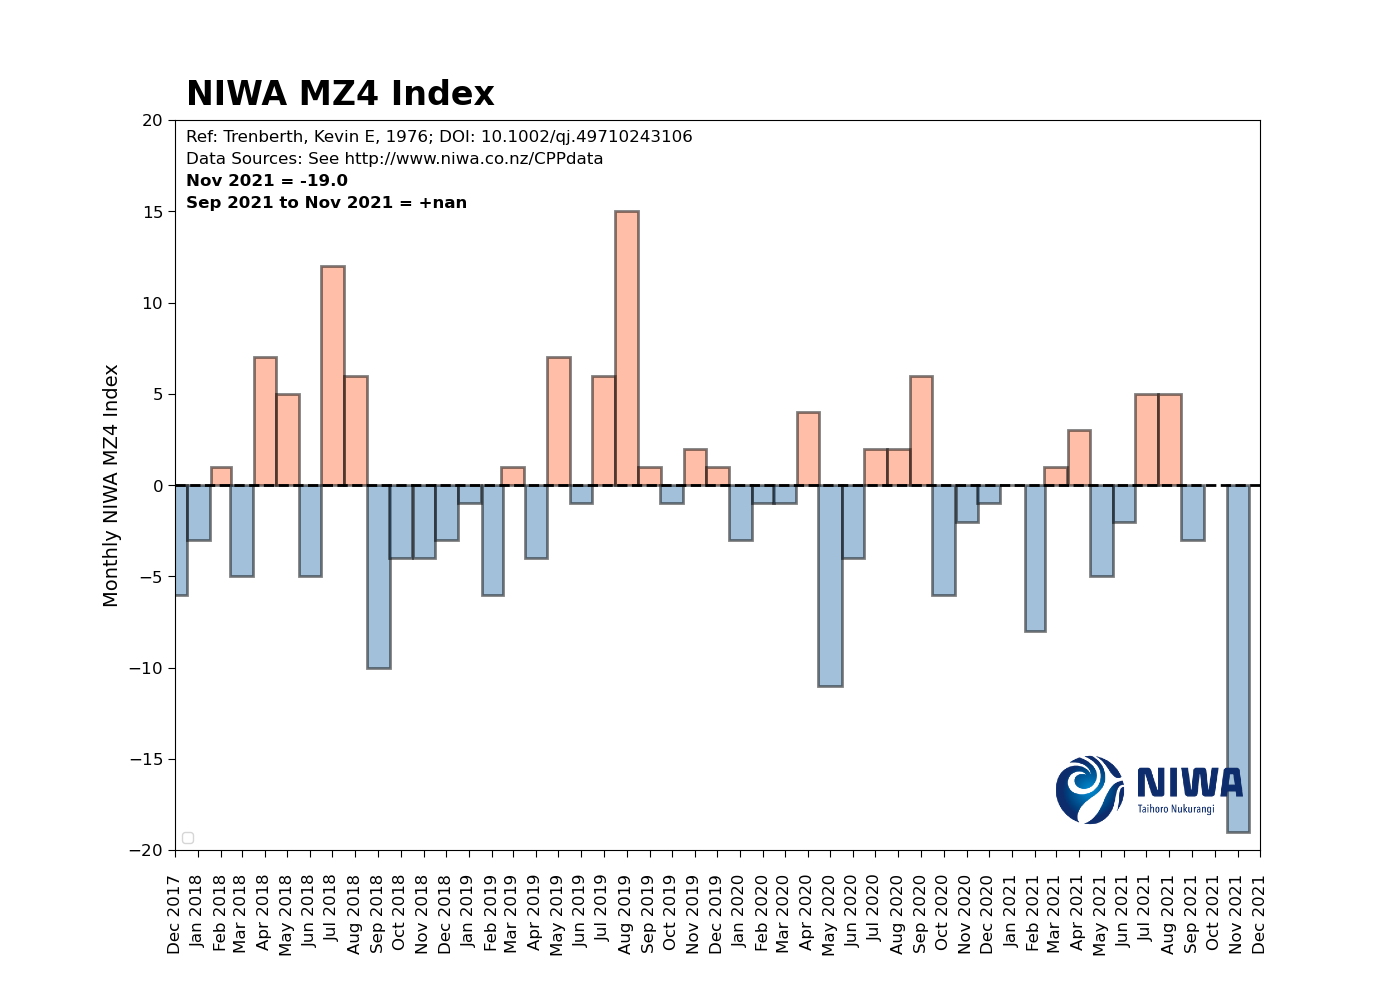 NIWA MZ4 Index
Ref: Trenberth, Kevin E, 1976; DOI: 10.1002/qj.49710243106
Data Sources: See http://www.niwa.co.nz/CPPdata
Nov 2021 = -19.0
Sep 2021 to Nov 2021 = +nan
Monthly NIWA MZ4 Index
20
15
10
5
0
−5
−10
−15
−20
NIWA
Taihoro Nukurangi
Dec 2017
Jan 2018
Feb 2018
Mar 2018
Apr 2018
May 2018
Jun 2018
Jul 2018
Aug 2018
Sep 2018
Oct 2018
Nov 2018
Dec 2018
Jan 2019
Feb 2019
Mar 2019
Apr 2019
May 2019
Jun 2019
Jul 2019
Aug 2019
Sep 2019
Oct 2019
Nov 2019
Dec 2019
Jan 2020
Feb 2020
Mar 2020
Apr 2020
May 2020
Jun 2020
Jul 2020
Aug 2020
Sep 2020
Oct 2020
Nov 2020
Dec 2020
Jan 2021
Feb 2021
Mar 2021
Apr 2021
May 2021
Jun 2021
Jul 2021
Aug 2021
Sep 2021
Oct 2021
Nov 2021
Dec 2021